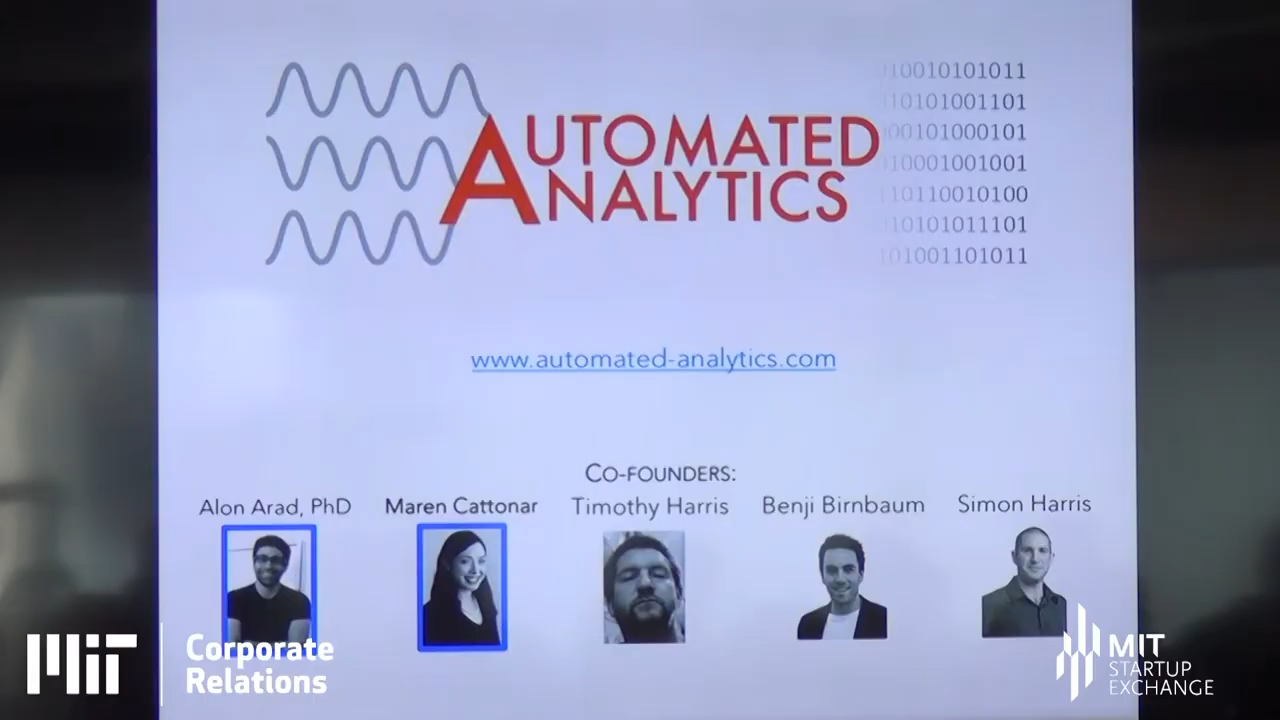 AUTOMATED
ANALYTICS
10010101011
10101001101
00101000101
10001001001
10110010100
10101011101
101001101011
www.automated-analytics.com
CO-FOUNDERS:
Alon Arad, PhD
Maren Cattonar
Timothy Harris
Benji Birnbaum
Simon Harris
MIT
Corporate
Relations
MIT
STARTUP
EXCHANGE